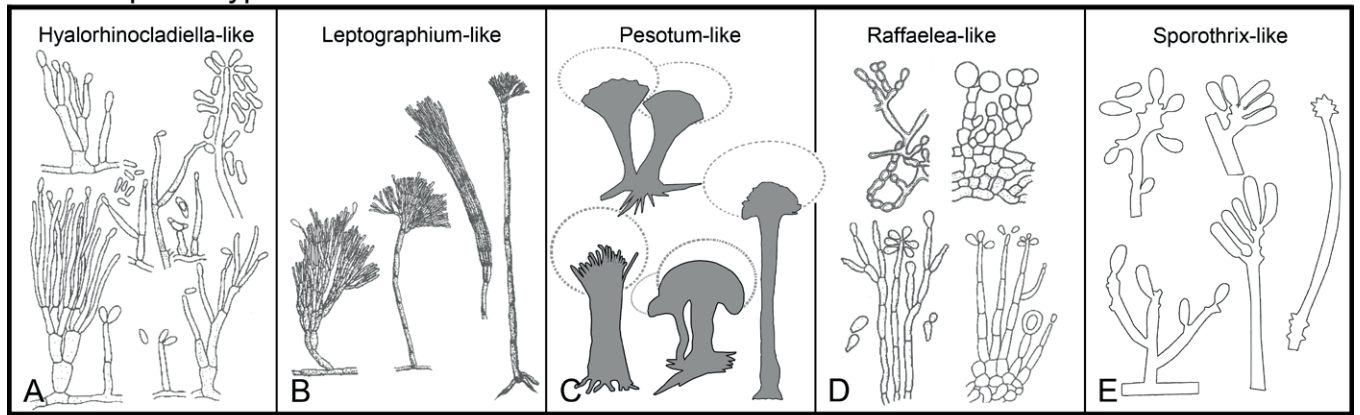 Hyalorhinocladiella-like
A
Leptographium-like
B
Pesotum-like
C
Raffaelea-like
D
Sporothrix-like
E